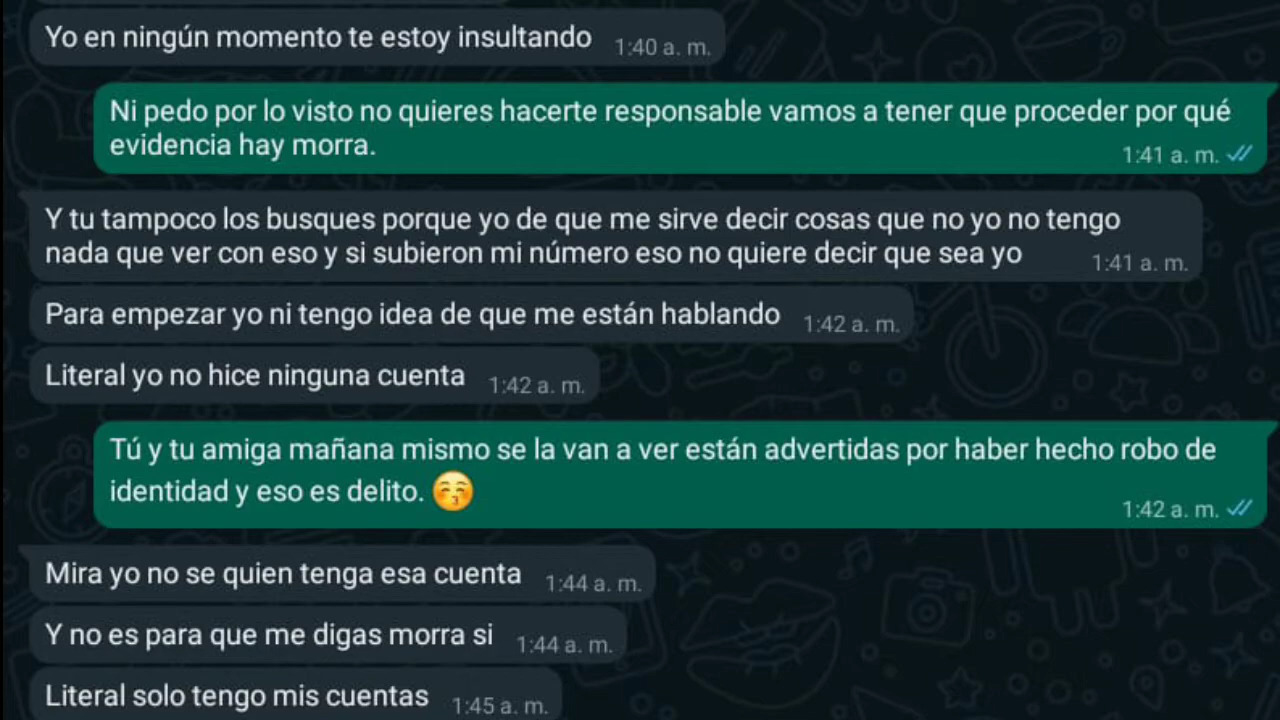 Yo en ningún momento te estoy insultando 1:40 a. m.
Ni pedo por lo visto no quieres hacerte responsable vamos a tener que proceder por qué
evidencia hay morra. 1:41 a. m.
Y tu tampoco los busques porque yo de que me sirve decir cosas que no yo no tengo
nada que ver con eso y si subieron mi número eso no quiere decir que sea yo 1:41 a. m.
Para empezar yo ni tengo idea de que me están hablando 1:42 a. m.
Literal yo no hice ninguna cuenta 1:42 a. m.
Tú y tu amiga mañana mismo se la van a ver están advertidas por haber hecho robo de
identidad y eso es delito. 😚 1:42 a. m.
Mira yo no se quien tenga esa cuenta 1:44 a. m.
Y no es para que me digas morra si 1:44 a. m.
Literal solo tengo mis cuentas 1:45 a. m.